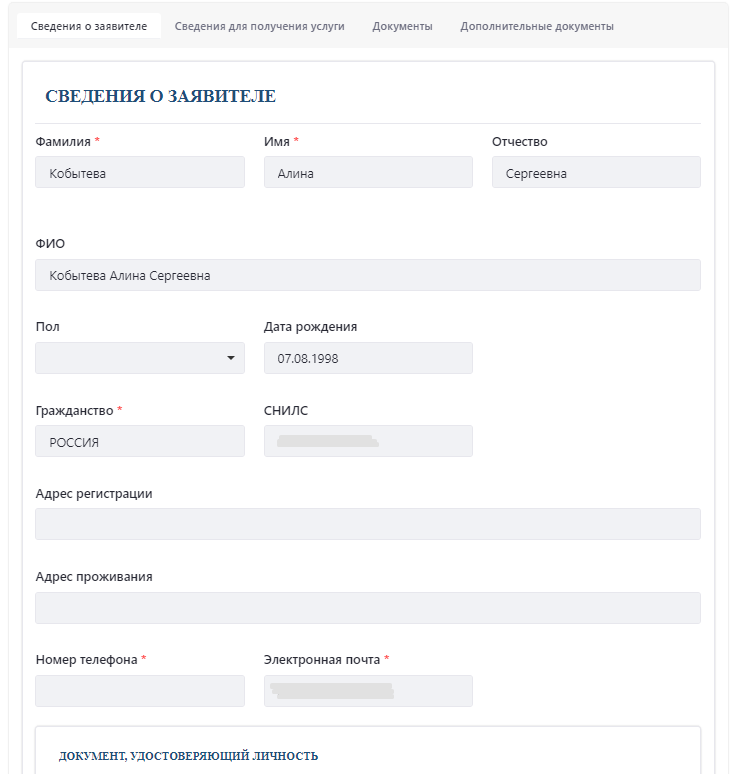 Сведения о заявителе Сведения для получения услуги Документы Дополнительные документы
СВЕДЕНИЯ О ЗАЯВИТЕЛЕ
Фамилия * Имя * Отчество
Кобытева Алина Сергеевна
ФИО
Кобытева Алина Сергеевна
Пол Дата рождения
07.08.1998
Гражданство * СНИЛС
РОССИЯ
Адрес регистрации
Адрес проживания
Номер телефона * Электронная почта *
ДОКУМЕНТ, УДОСТОВЕРЯЮЩИЙ ЛИЧНОСТЬ